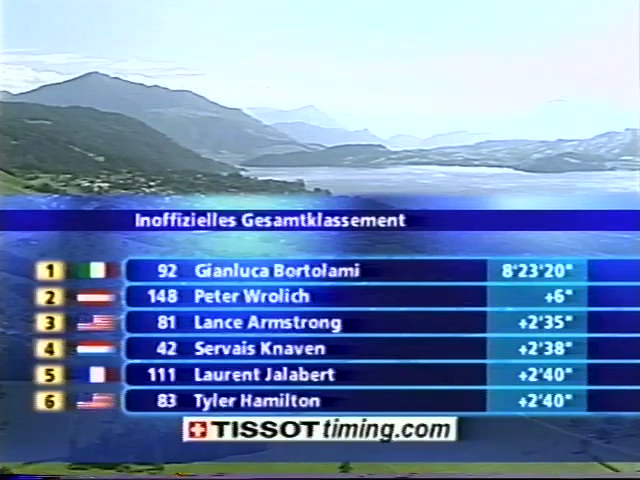 Inoffizielles Gesamtklassement
1 92 Gianluca Bortolami 8'23'20"
2 148 Peter Wrolich +6"
3 81 Lance Armstrong +2'35"
4 42 Servais Knaven +2'38"
5 111 Laurent Jalabert +2'40"
6 83 Tyler Hamilton +2'40"
TISSOTtiming.com